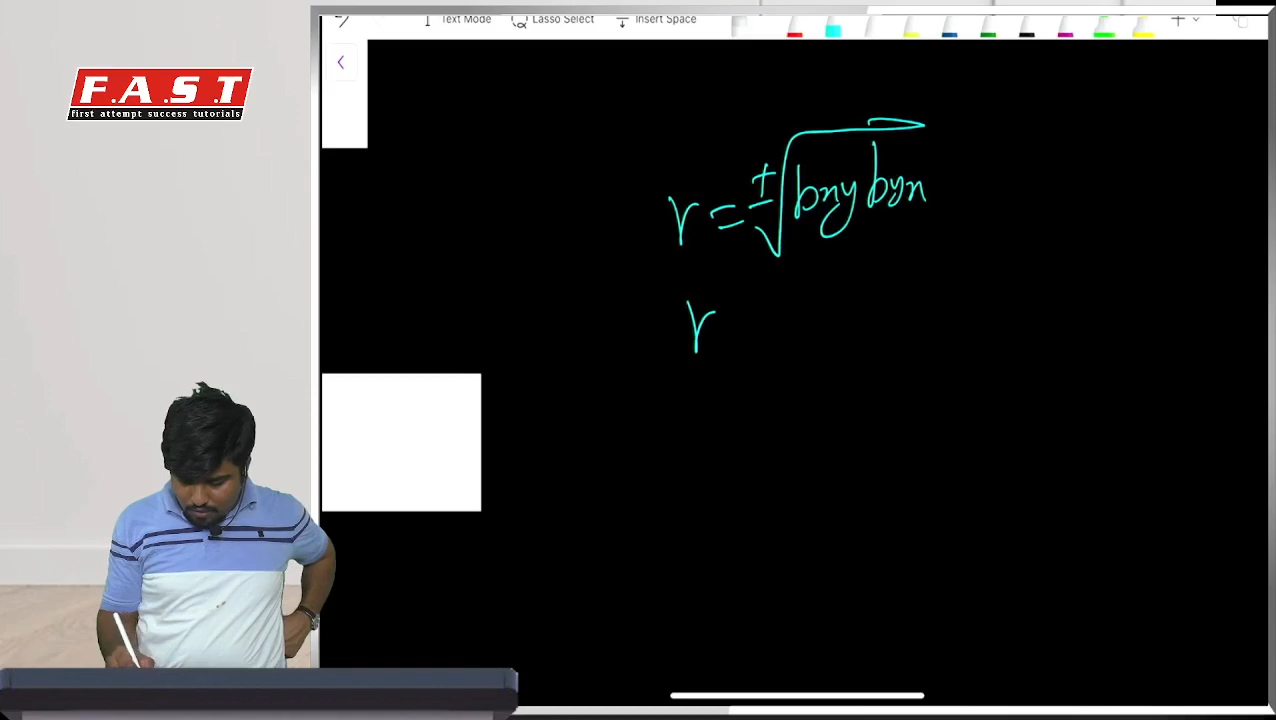 F.A.S.T
first attempt success tutorials
Text Mode Lasso Select Insert Space
r = ±√bxy byx
r